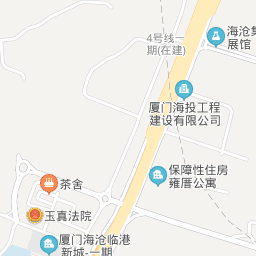 4号线一
期(在建)
海沧集
展馆
厦门海投工程
建设有限公司
保障性住房
雍厝公寓
茶舍
玉真法院
厦门海沧临港
新城-一期